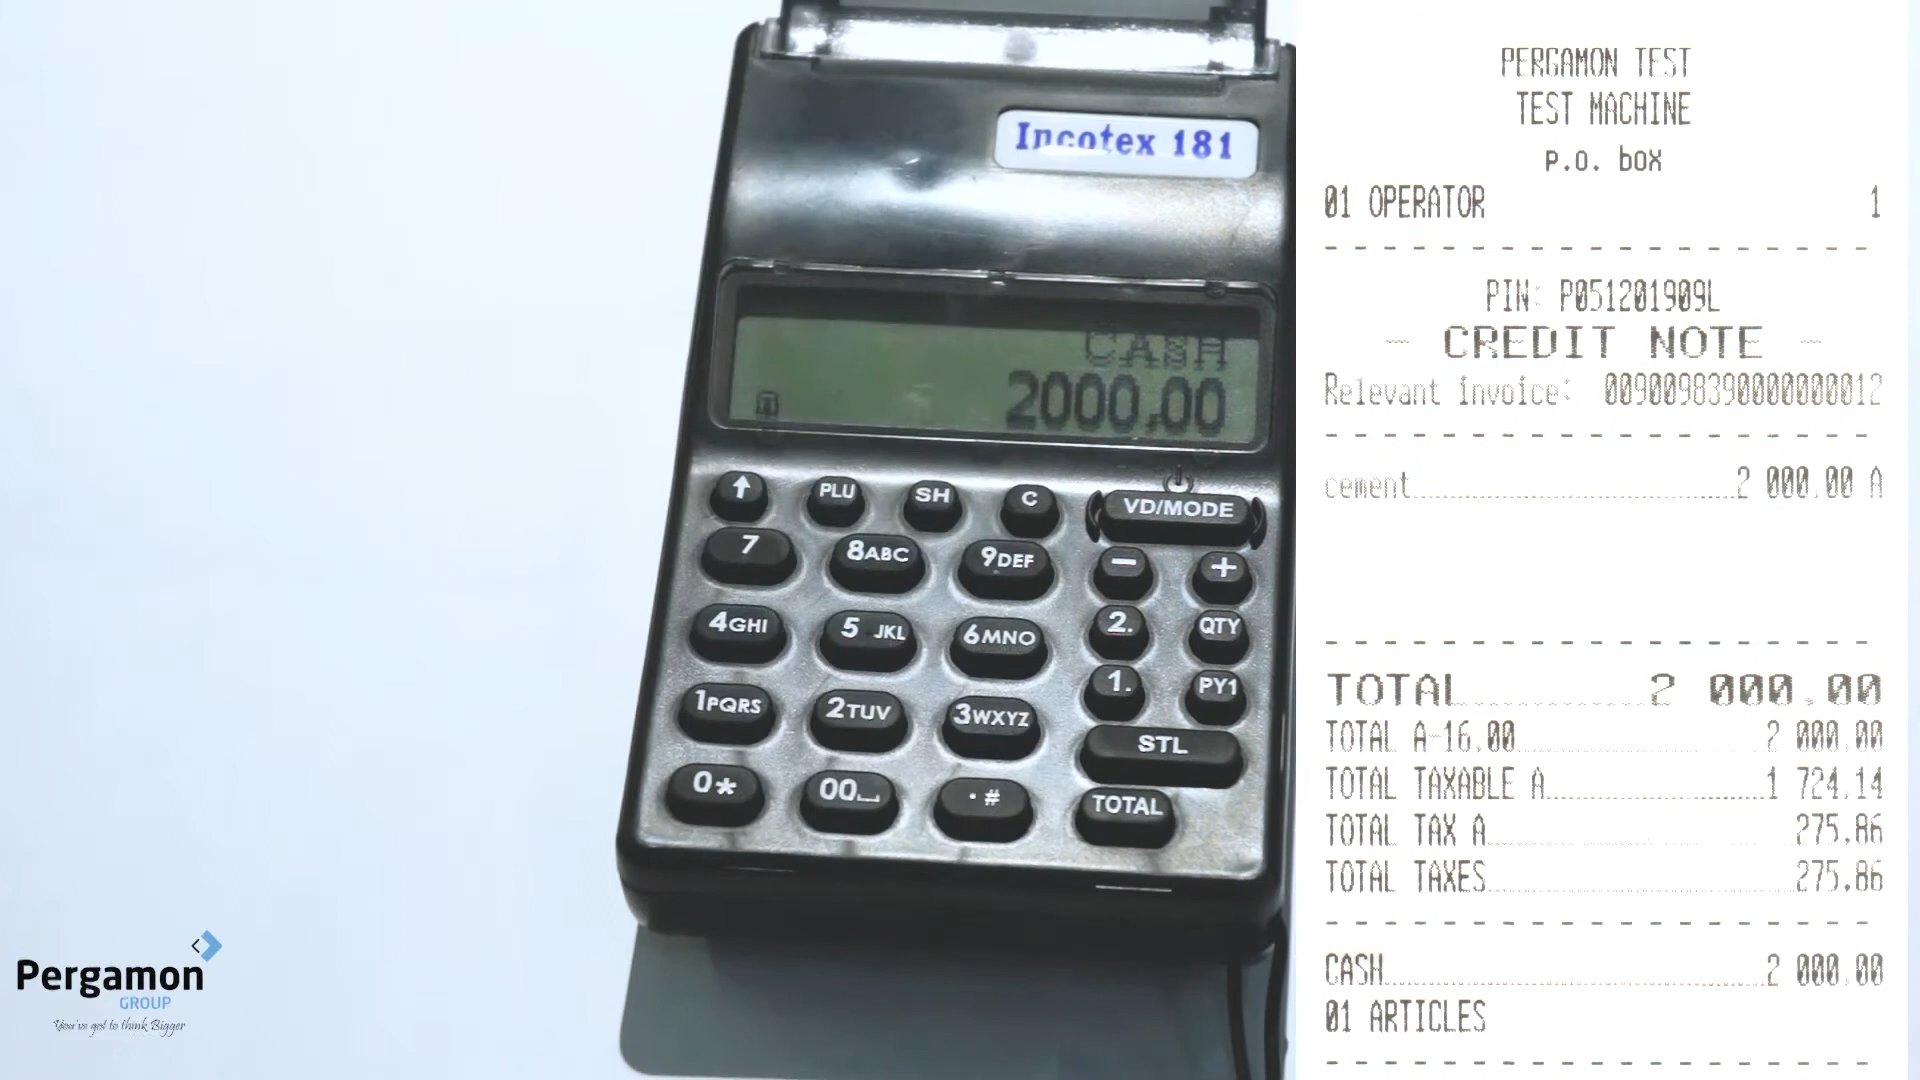 Incotex 181
CASH
2000.00
PLU SH C VD/MODE
7 8ABC 9DEF - +
4GHI 5 JKL 6MNO 2. QTY
1PQRS 2TUV 3WXYZ 1. PY1
STL
0* 00 .# TOTAL
Pergamon
GROUP
You've got to think Bigger
PERGAMON TEST
TEST MACHINE
P.O. box
01 OPERATOR 1
PIN: P051201909L
- CREDIT NOTE -
Relevant invoice: 0090098390000000012
cement 2 000.00 A
TOTAL 2 000.00
TOTAL A-16.00 2 000.00
TOTAL TAXABLE A 1 724.14
TOTAL TAX A 275.86
TOTAL TAXES 275.86
CASH 2 000.00
01 ARTICLES